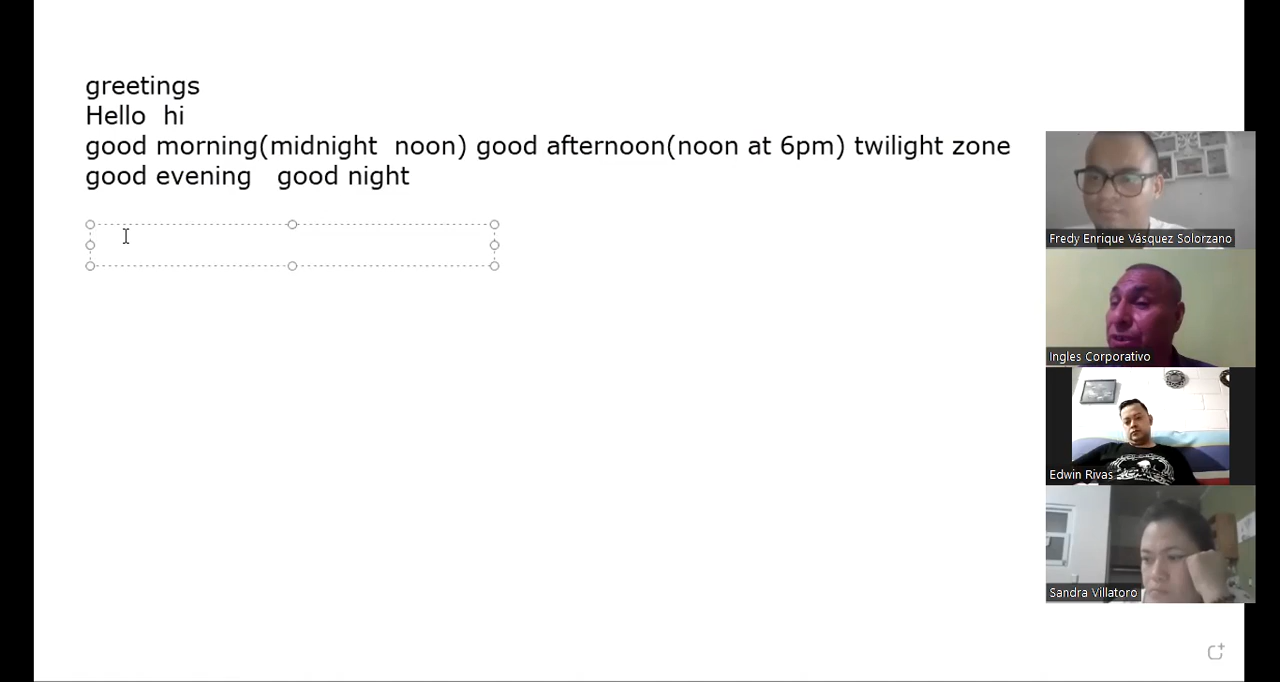 greetings
Hello  hi
good morning(midnight  noon) good afternoon(noon at 6pm) twilight zone
good evening   good night
Fredy Enrique Vásquez Solorzano
Ingles Corporativo
Edwin Rivas
Sandra Villatoro